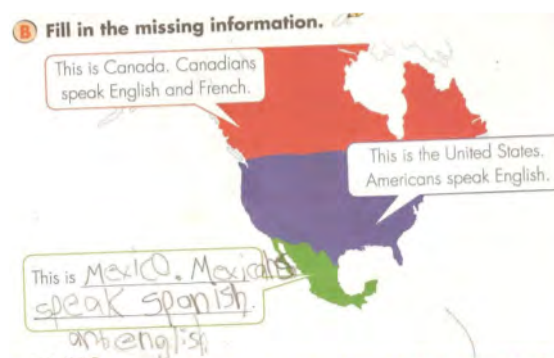 B Fill in the missing information.
This is Canada. Canadians
speak English and French.
This is the United States.
Americans speak English.
This is Mexico. Mexicans
speak spanish.
and english